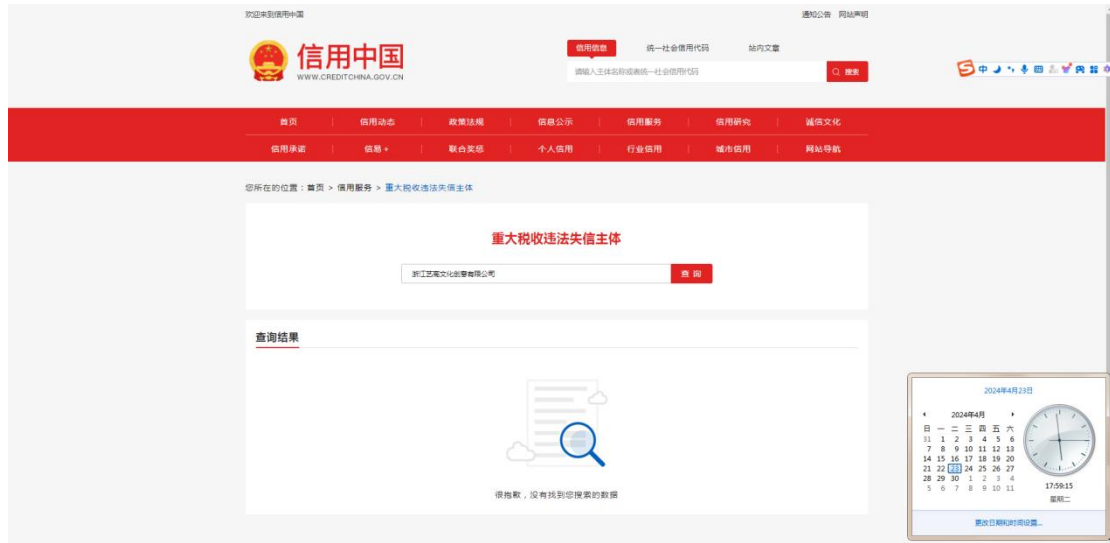 欢迎来到信用中国
通知公告 网站声明
信用中国
WWW.CREDITCHINA.GOV.CN
信用信息 统一社会信用代码 站内文章
请输入主体名称或者统一社会信用代码 搜索
中
首页 信用动态 政策法规 信息公示 信用服务 信用研究 诚信文化
信用承诺 信易+ 联合奖惩 个人信用 行业信用 城市信用 网站导航
您所在的位置：首页 > 信用服务 > 重大税收违法失信主体
重大税收违法失信主体
浙江艺高文化创意有限公司 查询
查询结果
很抱歉，没有找到您搜索的数据
2024年4月23日
2024年4月
日 一 二 三 四 五 六
31 1 2 3 4 5 6
7 8 9 10 11 12 13
14 15 16 17 18 19 20
21 22 23 24 25 26 27
28 29 30 1 2 3 4
5 6 7 8 9 10 11
17:59:15
星期二
更改日期和时间设置...